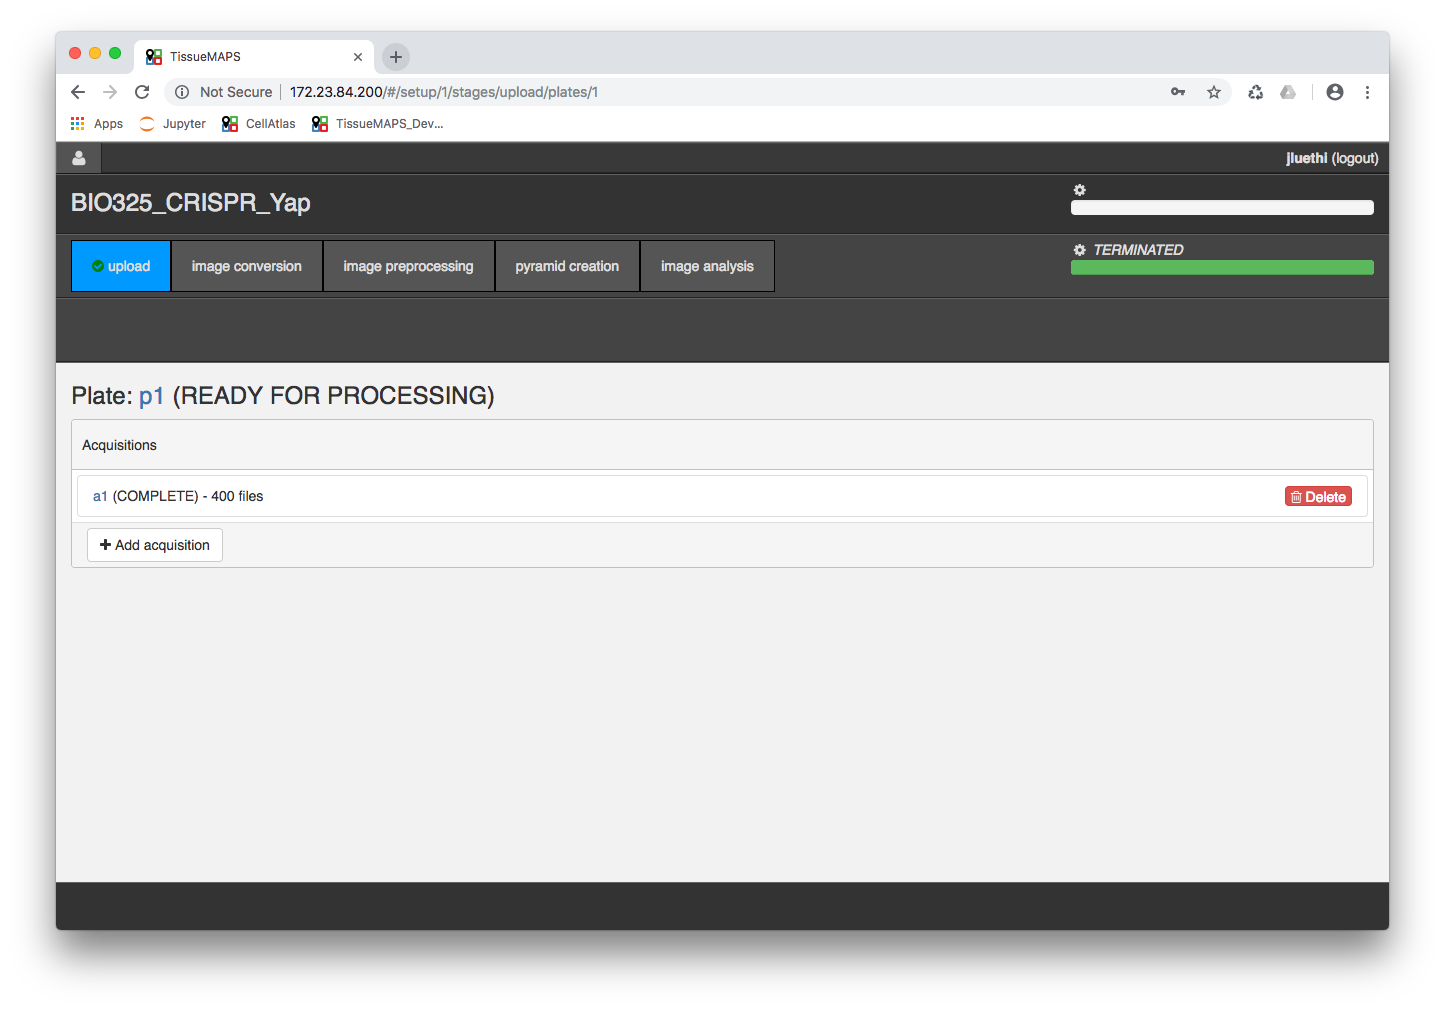 TissueMAPS
Not Secure 172.23.84.200/#/setup/1/stages/upload/plates/1
Apps Jupyter CellAtlas TissueMAPS_Dev...
jluethi (logout)
BIO325_CRISPR_Yap
TERMINATED
upload image conversion image preprocessing pyramid creation image analysis
Plate: p1 (READY FOR PROCESSING)
Acquisitions
a1 (COMPLETE) - 400 files Delete
Add acquisition